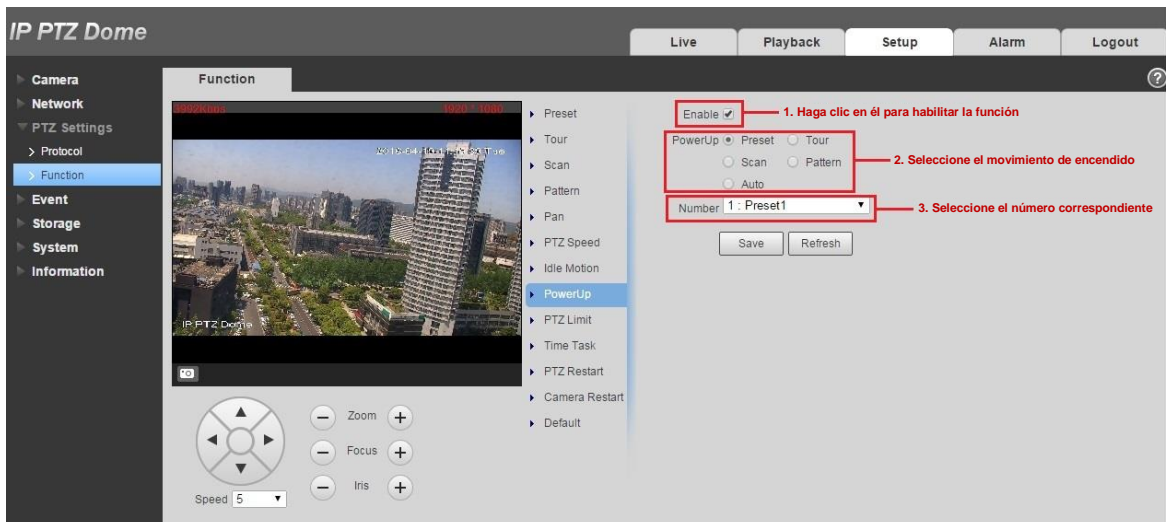 IP PTZ Dome
Live
Playback
Setup
Alarm
Logout
Camera
Network
PTZ Settings
Protocol
Function
Event
Storage
System
Information
Function
1920 * 1080
IP PTZ Dome
Zoom
Focus
Iris
Speed 5
Preset
Tour
Scan
Pattern
Pan
PTZ Speed
Idle Motion
PowerUp
PTZ Limit
Time Task
PTZ Restart
Camera Restart
Default
Enable
1. Haga clic en él para habilitar la función
PowerUp Preset Tour
Scan Pattern
Auto
2. Seleccione el movimiento de encendido
Number 1 : Preset1
3. Seleccione el número correspondiente
Save Refresh